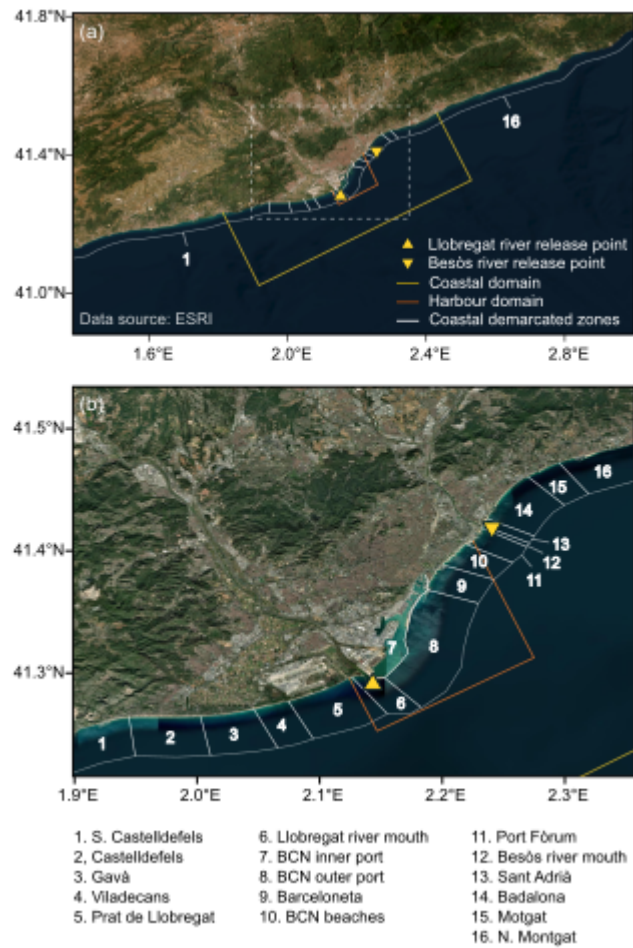 41.8°N
(a)
16
41.4°N
Llobregat river release point
Besòs river release point
1
Coastal domain
41.0°N
Harbour domain
Data source: ESRI
Coastal demarcated zones
1.6°E 2.0°E 2.4°E 2.8°E
(b)
41.5°N
16
15
14
41.4°N
13
12
10
11
9
41.3°N
7
8
5
6
4
3
2
1
1.9°E 2.0°E 2.1°E 2.2°E 2.3°E
1. S. Castelldefels
2, Castelldefels
3. Gavà
4. Viladecans
5. Prat de Llobregat
6. Llobregat river mouth
7. BCN inner port
8. BCN outer port
9. Barceloneta
10. BCN beaches
11. Port Fòrum
12. Besòs river mouth
13. Sant Adrià
14. Badalona
15. Motgat
16. N. Montgat